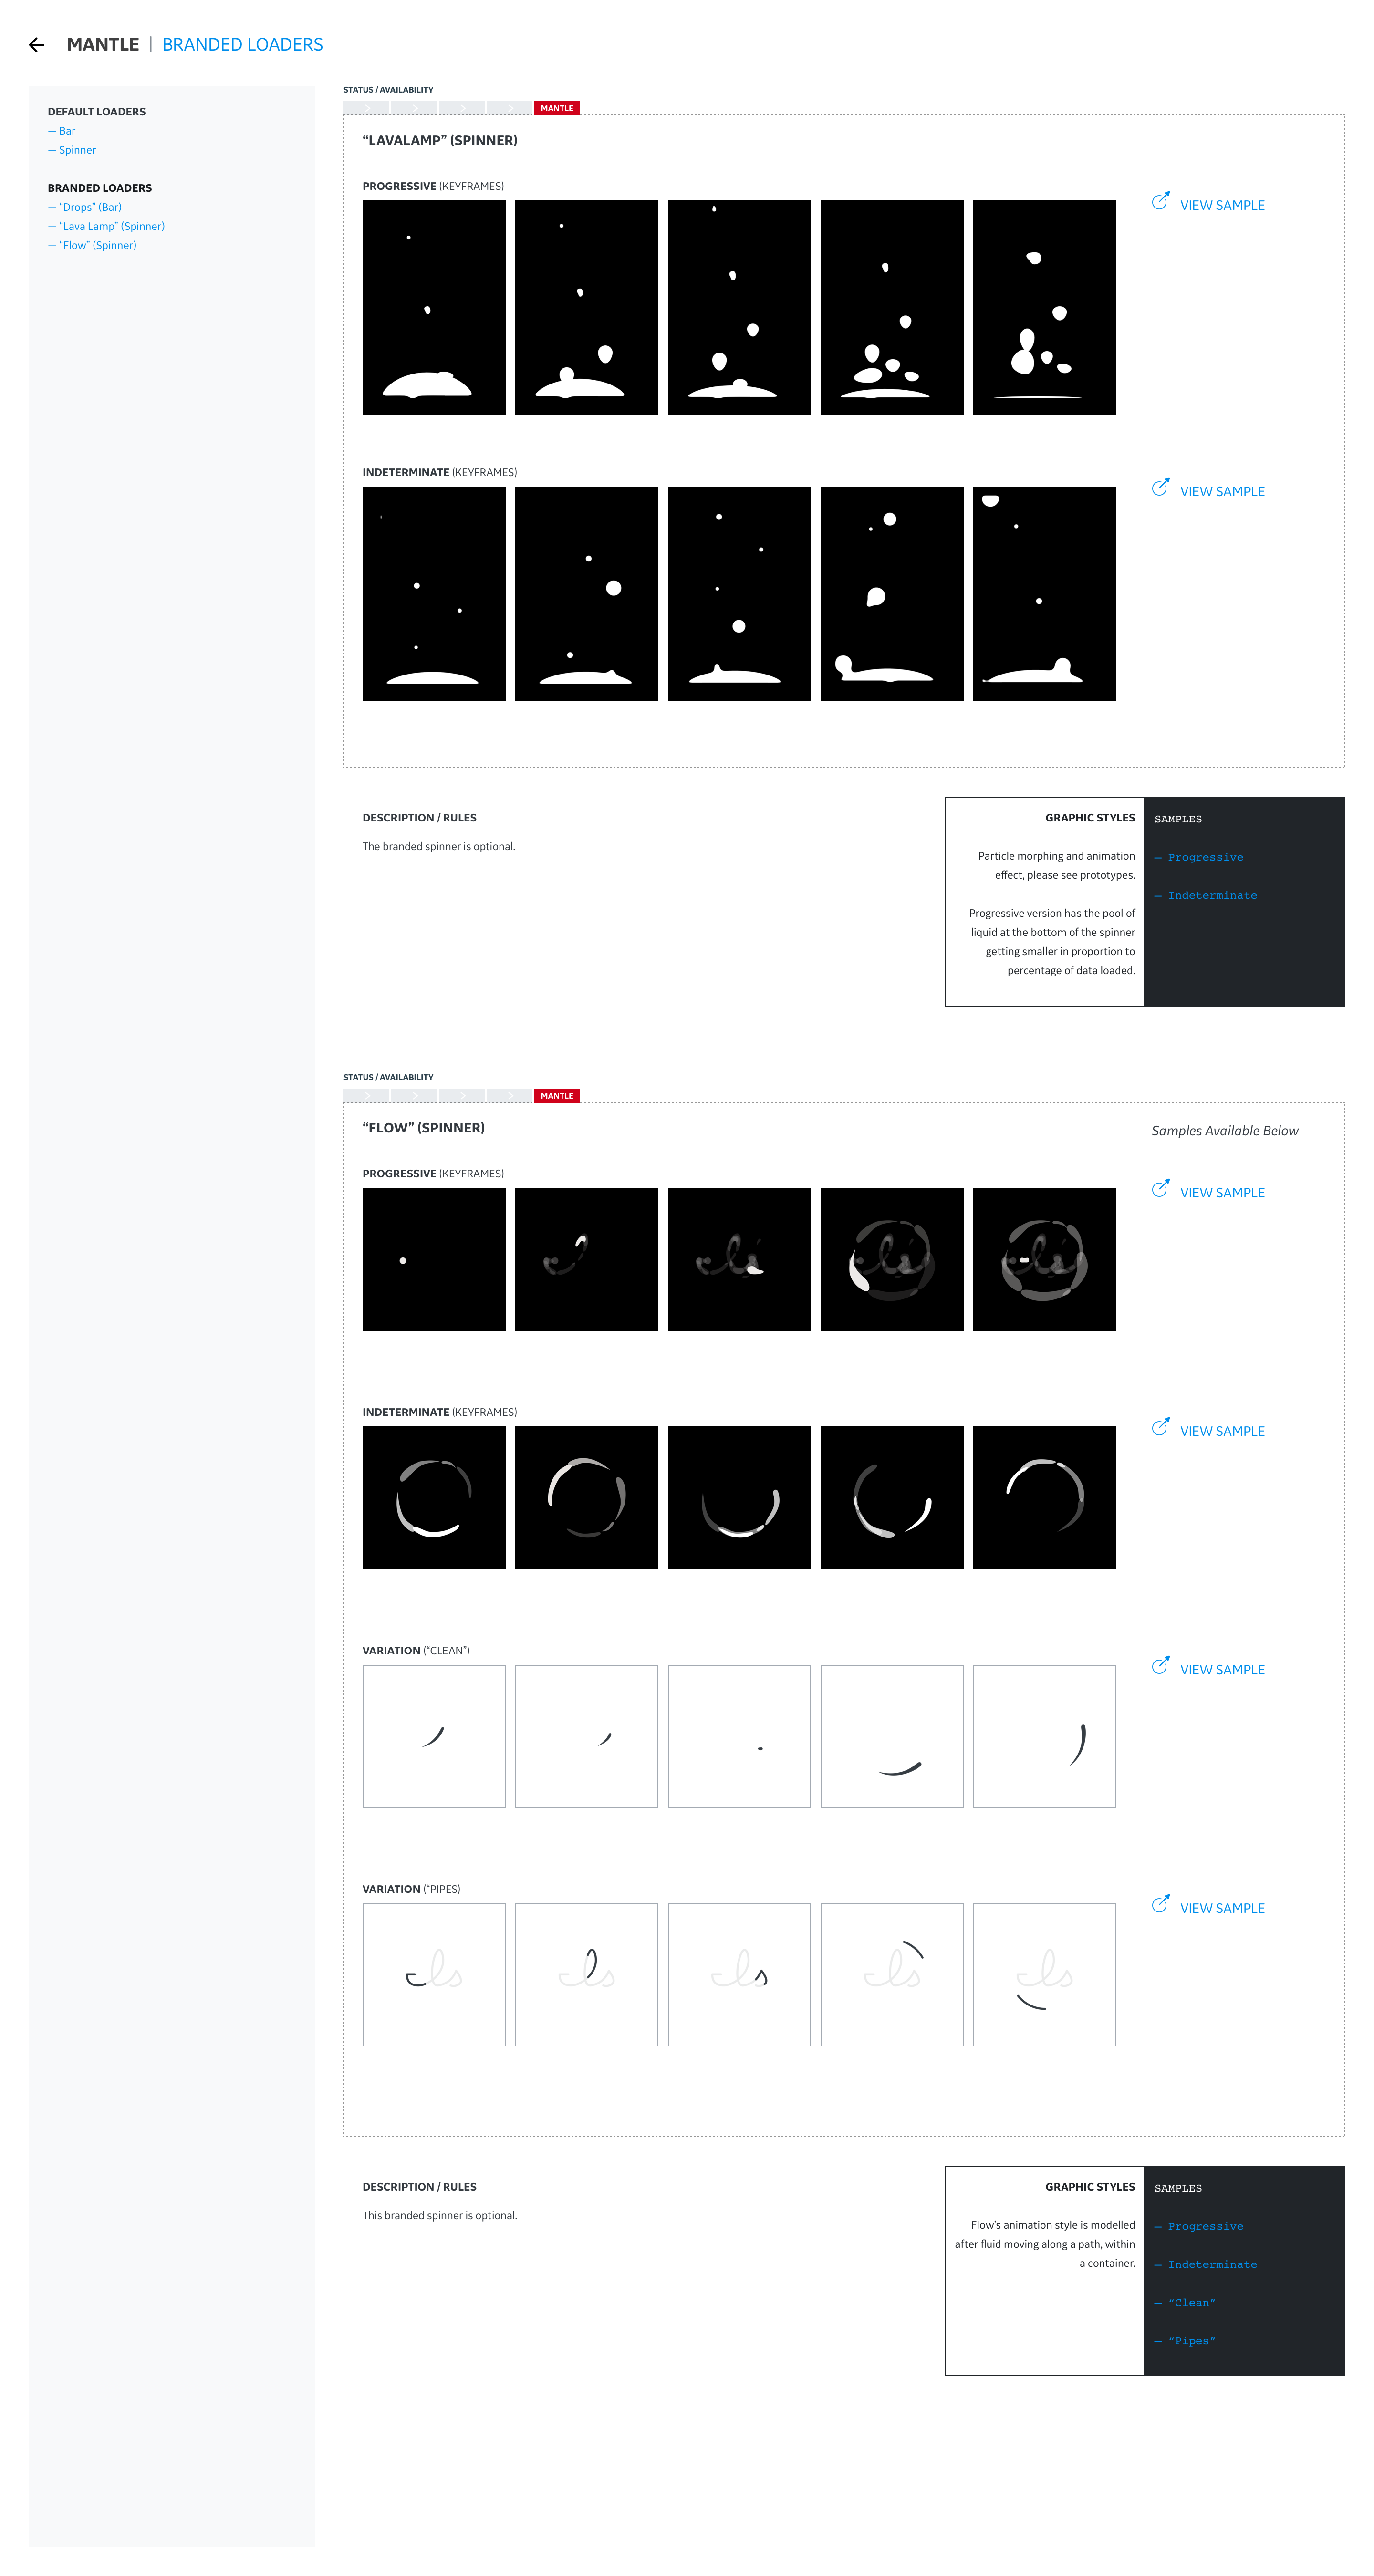 MANTLE | BRANDED LOADERS
DEFAULT LOADERS
— Bar
— Spinner
BRANDED LOADERS
— “Drops” (Bar)
— “Lava Lamp” (Spinner)
— “Flow” (Spinner)
STATUS / AVAILABILITY
> > > > MANTLE
“LAVALAMP” (SPINNER)
PROGRESSIVE (KEYFRAMES)
VIEW SAMPLE
INDETERMINATE (KEYFRAMES)
VIEW SAMPLE
DESCRIPTION / RULES
The branded spinner is optional.
GRAPHIC STYLES
Particle morphing and animation
effect, please see prototypes.
Progressive version has the pool of
liquid at the bottom of the spinner
getting smaller in proportion to
percentage of data loaded.
SAMPLES
— Progressive
— Indeterminate
STATUS / AVAILABILITY
> > > > MANTLE
“FLOW” (SPINNER)
Samples Available Below
PROGRESSIVE (KEYFRAMES)
VIEW SAMPLE
INDETERMINATE (KEYFRAMES)
VIEW SAMPLE
VARIATION (“CLEAN”)
VIEW SAMPLE
VARIATION (“PIPES)
VIEW SAMPLE
DESCRIPTION / RULES
This branded spinner is optional.
GRAPHIC STYLES
Flow’s animation style is modelled
after fluid moving along a path, within
a container.
SAMPLES
— Progressive
— Indeterminate
— “Clean”
— “Pipes”